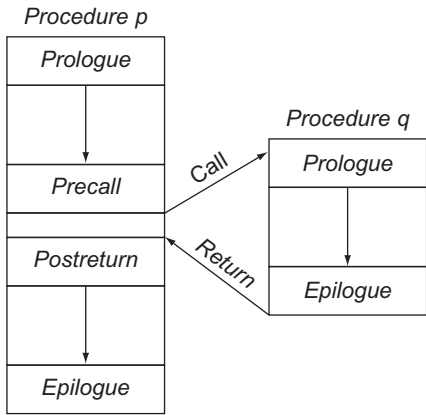 Procedure p
Prologue
Precall
Postreturn
Epilogue
Call
Return
Procedure q
Prologue
Epilogue